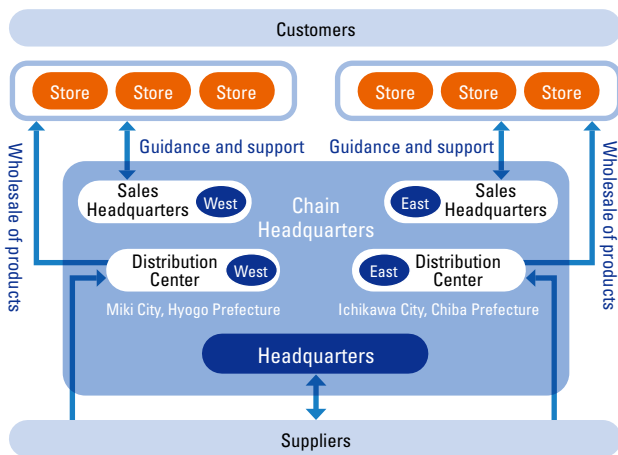 Customers
Store
Store
Store
Store
Store
Store
Guidance and support
Guidance and support
Wholesale of products
Wholesale of products
Sales
Headquarters
West
Chain
Headquarters
East
Sales
Headquarters
Distribution
Center
West
East
Distribution
Center
Miki City, Hyogo Prefecture
Ichikawa City, Chiba Prefecture
Headquarters
Suppliers